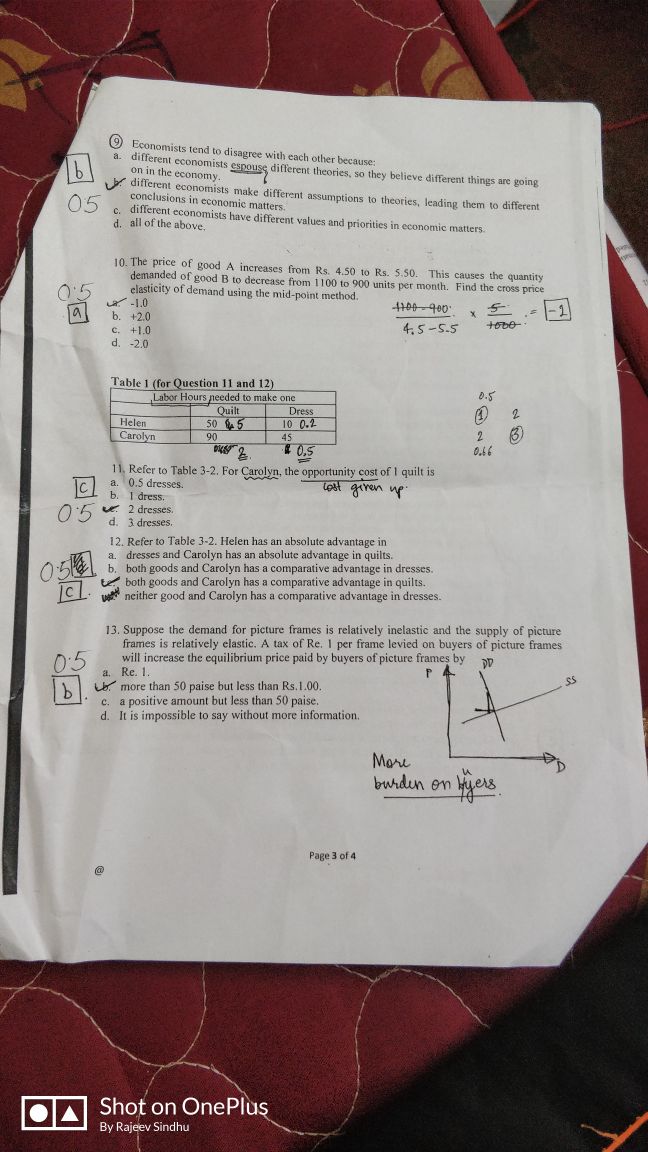 9 Economists tend to disagree with each other because:
a. different economists espouse different theories, so they believe different things are going
on in the economy.
b
b. different economists make different assumptions to theories, leading them to different
conclusions in economic matters.
05
c. different economists have different values and priorities in economic matters.
d. all of the above.
10. The price of good A increases from Rs. 4.50 to Rs. 5.50. This causes the quantity
demanded of good B to decrease from 1100 to 900 units per month. Find the cross price
elasticity of demand using the mid-point method.
0.5
a
a. -1.0
b. +2.0
c. +1.0
d. -2.0
1100-900 x 5 = -1
4.5-5.5 1000
Table 1 (for Question 11 and 12)
Labor Hours needed to make one
Quilt Dress
Helen 50 5 10 0.2
Carolyn 90 45
2 0.5
0.5
1 2
2 3
0.66
11. Refer to Table 3-2. For Carolyn, the opportunity cost of 1 quilt is
cost given up.
c
0.5
a. 0.5 dresses.
b. 1 dress.
2 dresses.
d. 3 dresses.
12. Refer to Table 3-2. Helen has an absolute advantage in
a. dresses and Carolyn has an absolute advantage in quilts.
0.5
b. both goods and Carolyn has a comparative advantage in dresses.
c.
both goods and Carolyn has a comparative advantage in quilts.
neither good and Carolyn has a comparative advantage in dresses.
13. Suppose the demand for picture frames is relatively inelastic and the supply of picture
frames is relatively elastic. A tax of Re. 1 per frame levied on buyers of picture frames
will increase the equilibrium price paid by buyers of picture frames by
0.5
b
a. Re. 1.
b. more than 50 paise but less than Rs.1.00.
c. a positive amount but less than 50 paise.
d. It is impossible to say without more information.
P DD SS
D
More
burden on buyers.
Page 3 of 4
@
Shot on OnePlus
By Rajeev Sindhu